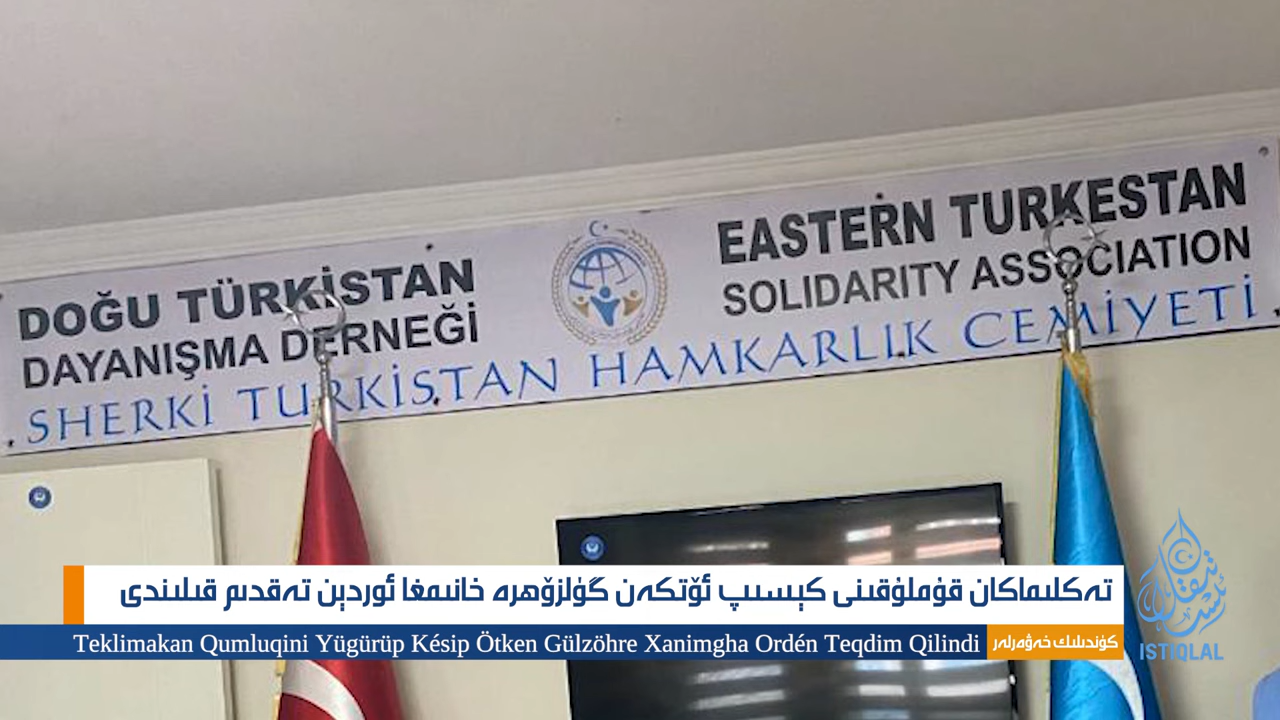 DOĞU TÜRKİSTAN
DAYANIŞMA DERNEĞİ
EASTERN TURKESTAN
SOLIDARITY ASSOCIATION
SHERKİ TURKİSTAN HAMKARLIK CEMİYETİ
تەكلىماكان قۇملۇقىنى كېسىپ ئۆتكەن گۈلزۆھرە خانىمغا ئوردېن تەقدىم قىلىندى
Teklimakan Qumluqini Yügürüp Késip Ötken Gülzöhre Xanimgha Ordén Teqdim Qilindi
كۈندىلىك خەۋەرلەر
ISTIQLAL